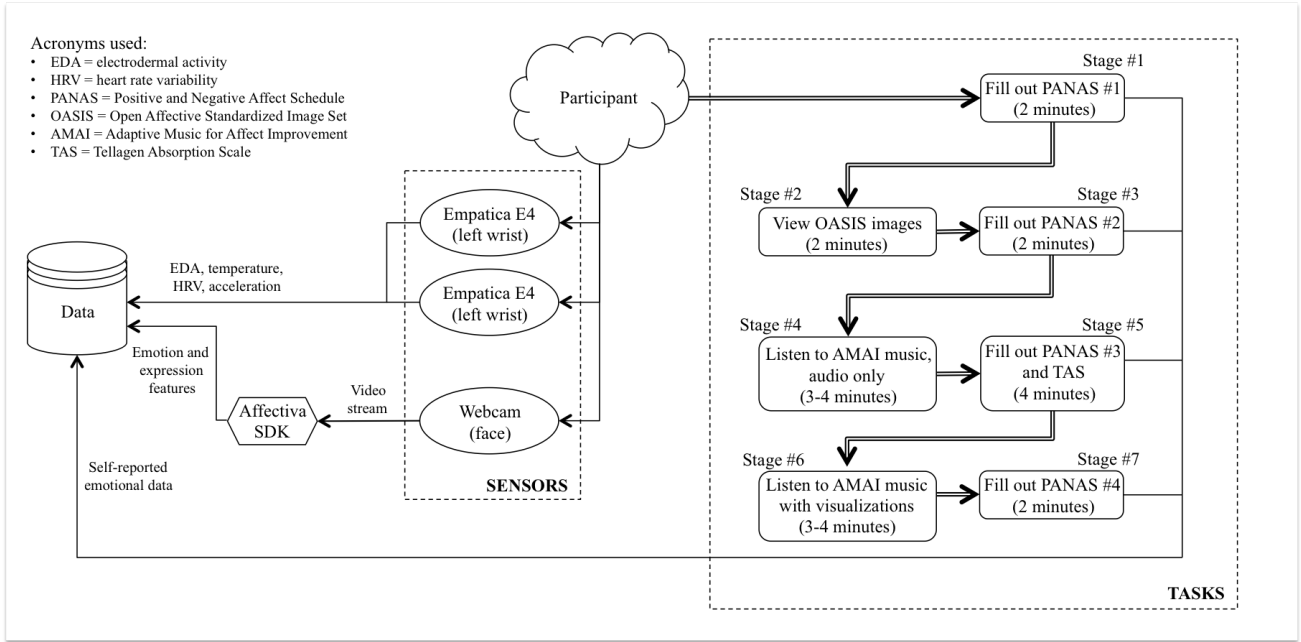 Acronyms used:
• EDA = electrodermal activity
• HRV = heart rate variability
• PANAS = Positive and Negative Affect Schedule
• OASIS = Open Affective Standardized Image Set
• AMAI = Adaptive Music for Affect Improvement
• TAS = Tellagen Absorption Scale
Participant
Stage #1
Fill out PANAS #1
(2 minutes)
Stage #2
View OASIS images
(2 minutes)
Stage #3
Fill out PANAS #2
(2 minutes)
Stage #4
Listen to AMAI music,
audio only
(3-4 minutes)
Stage #5
Fill out PANAS #3
and TAS
(4 minutes)
Stage #6
Listen to AMAI music
with visualizations
(3-4 minutes)
Stage #7
Fill out PANAS #4
(2 minutes)
TASKS
Empatica E4
(left wrist)
Empatica E4
(left wrist)
Webcam
(face)
SENSORS
EDA, temperature,
HRV, acceleration
Data
Emotion and
expression
features
Video
stream
Affectiva
SDK
Self-reported
emotional data